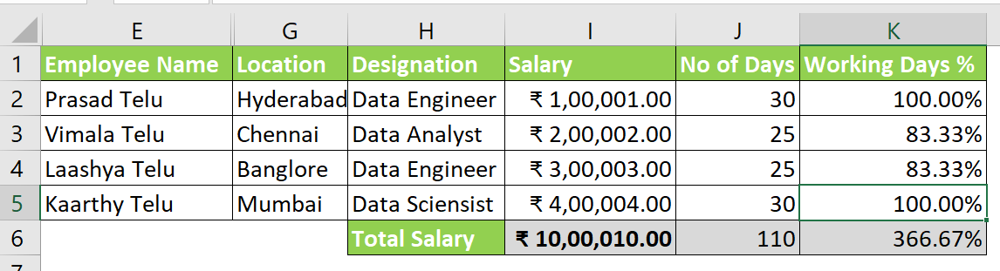 E G H I J K
1 Employee Name Location Designation Salary No of Days Working Days %
2 Prasad Telu Hyderabad Data Engineer ₹ 1,00,001.00 30 100.00%
3 Vimala Telu Chennai Data Analyst ₹ 2,00,002.00 25 83.33%
4 Laashya Telu Banglore Data Engineer ₹ 3,00,003.00 25 83.33%
5 Kaarthy Telu Mumbai Data Sciensist ₹ 4,00,004.00 30 100.00%
6 Total Salary ₹ 10,00,010.00 110 366.67%